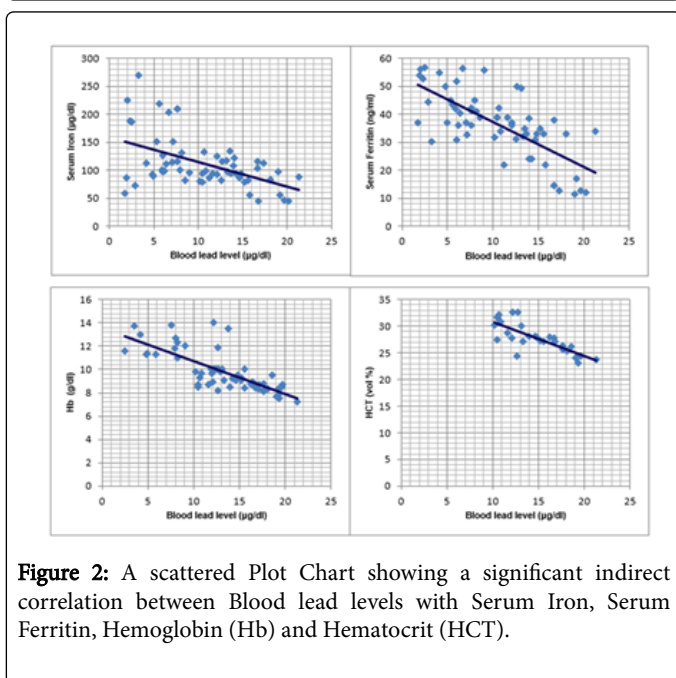 300
250
200
150
100
50
0
Serum Iron (µg/dl)
0 5 10 15 20 25
Blood lead level (µg/dl)
60
50
40
30
20
10
0
Serum Ferritin (ng/ml)
0 5 10 15 20 25
Blood lead level (µg/dl)
16
14
12
10
8
6
4
2
0
Hb (g/dl)
0 5 10 15 20 25
Blood lead level (µg/dl)
35
30
25
20
15
10
5
0
HCT (vol %)
0 5 10 15 20 25
Blood lead level (µg/dl)
Figure 2: A scattered Plot Chart showing a significant indirect
correlation between Blood lead levels with Serum Iron, Serum
Ferritin, Hemoglobin (Hb) and Hematocrit (HCT).